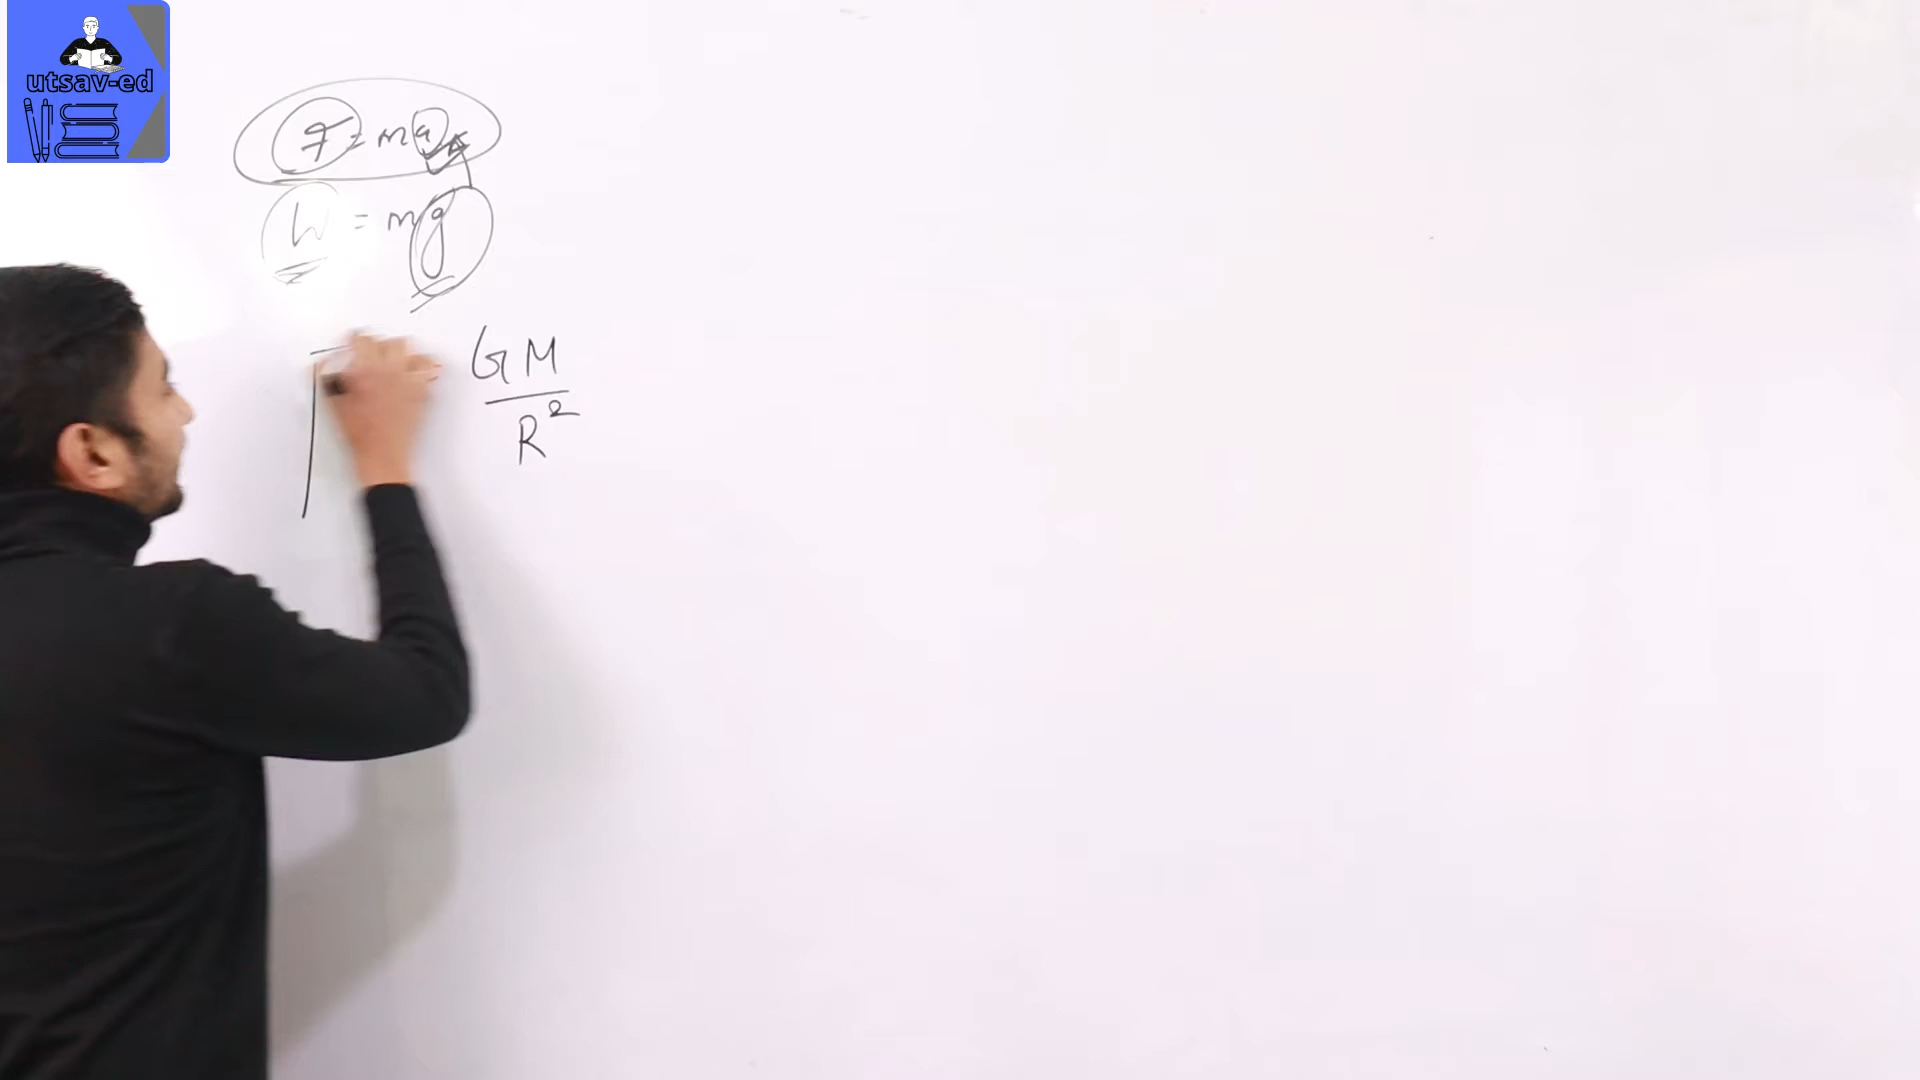 utsav-ed
F = ma
W = mg
GM
R²